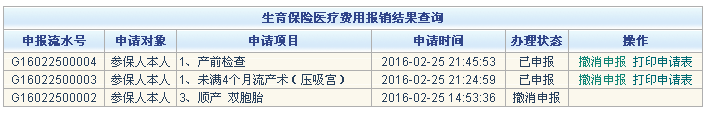 生育保险医疗费用报销结果查询
申报流水号 申请对象 申请项目 申请时间 办理状态 操作
G16022500004 参保人本人 1、产前检查 2016-02-25 21:45:53 已申报 撤消申报 打印申请表
G16022500003 参保人本人 1、未满4个月流产术(压吸宫) 2016-02-25 21:24:59 已申报 撤消申报 打印申请表
G16022500002 参保人本人 3、顺产 双胞胎 2016-02-25 14:53:36 撤消申报